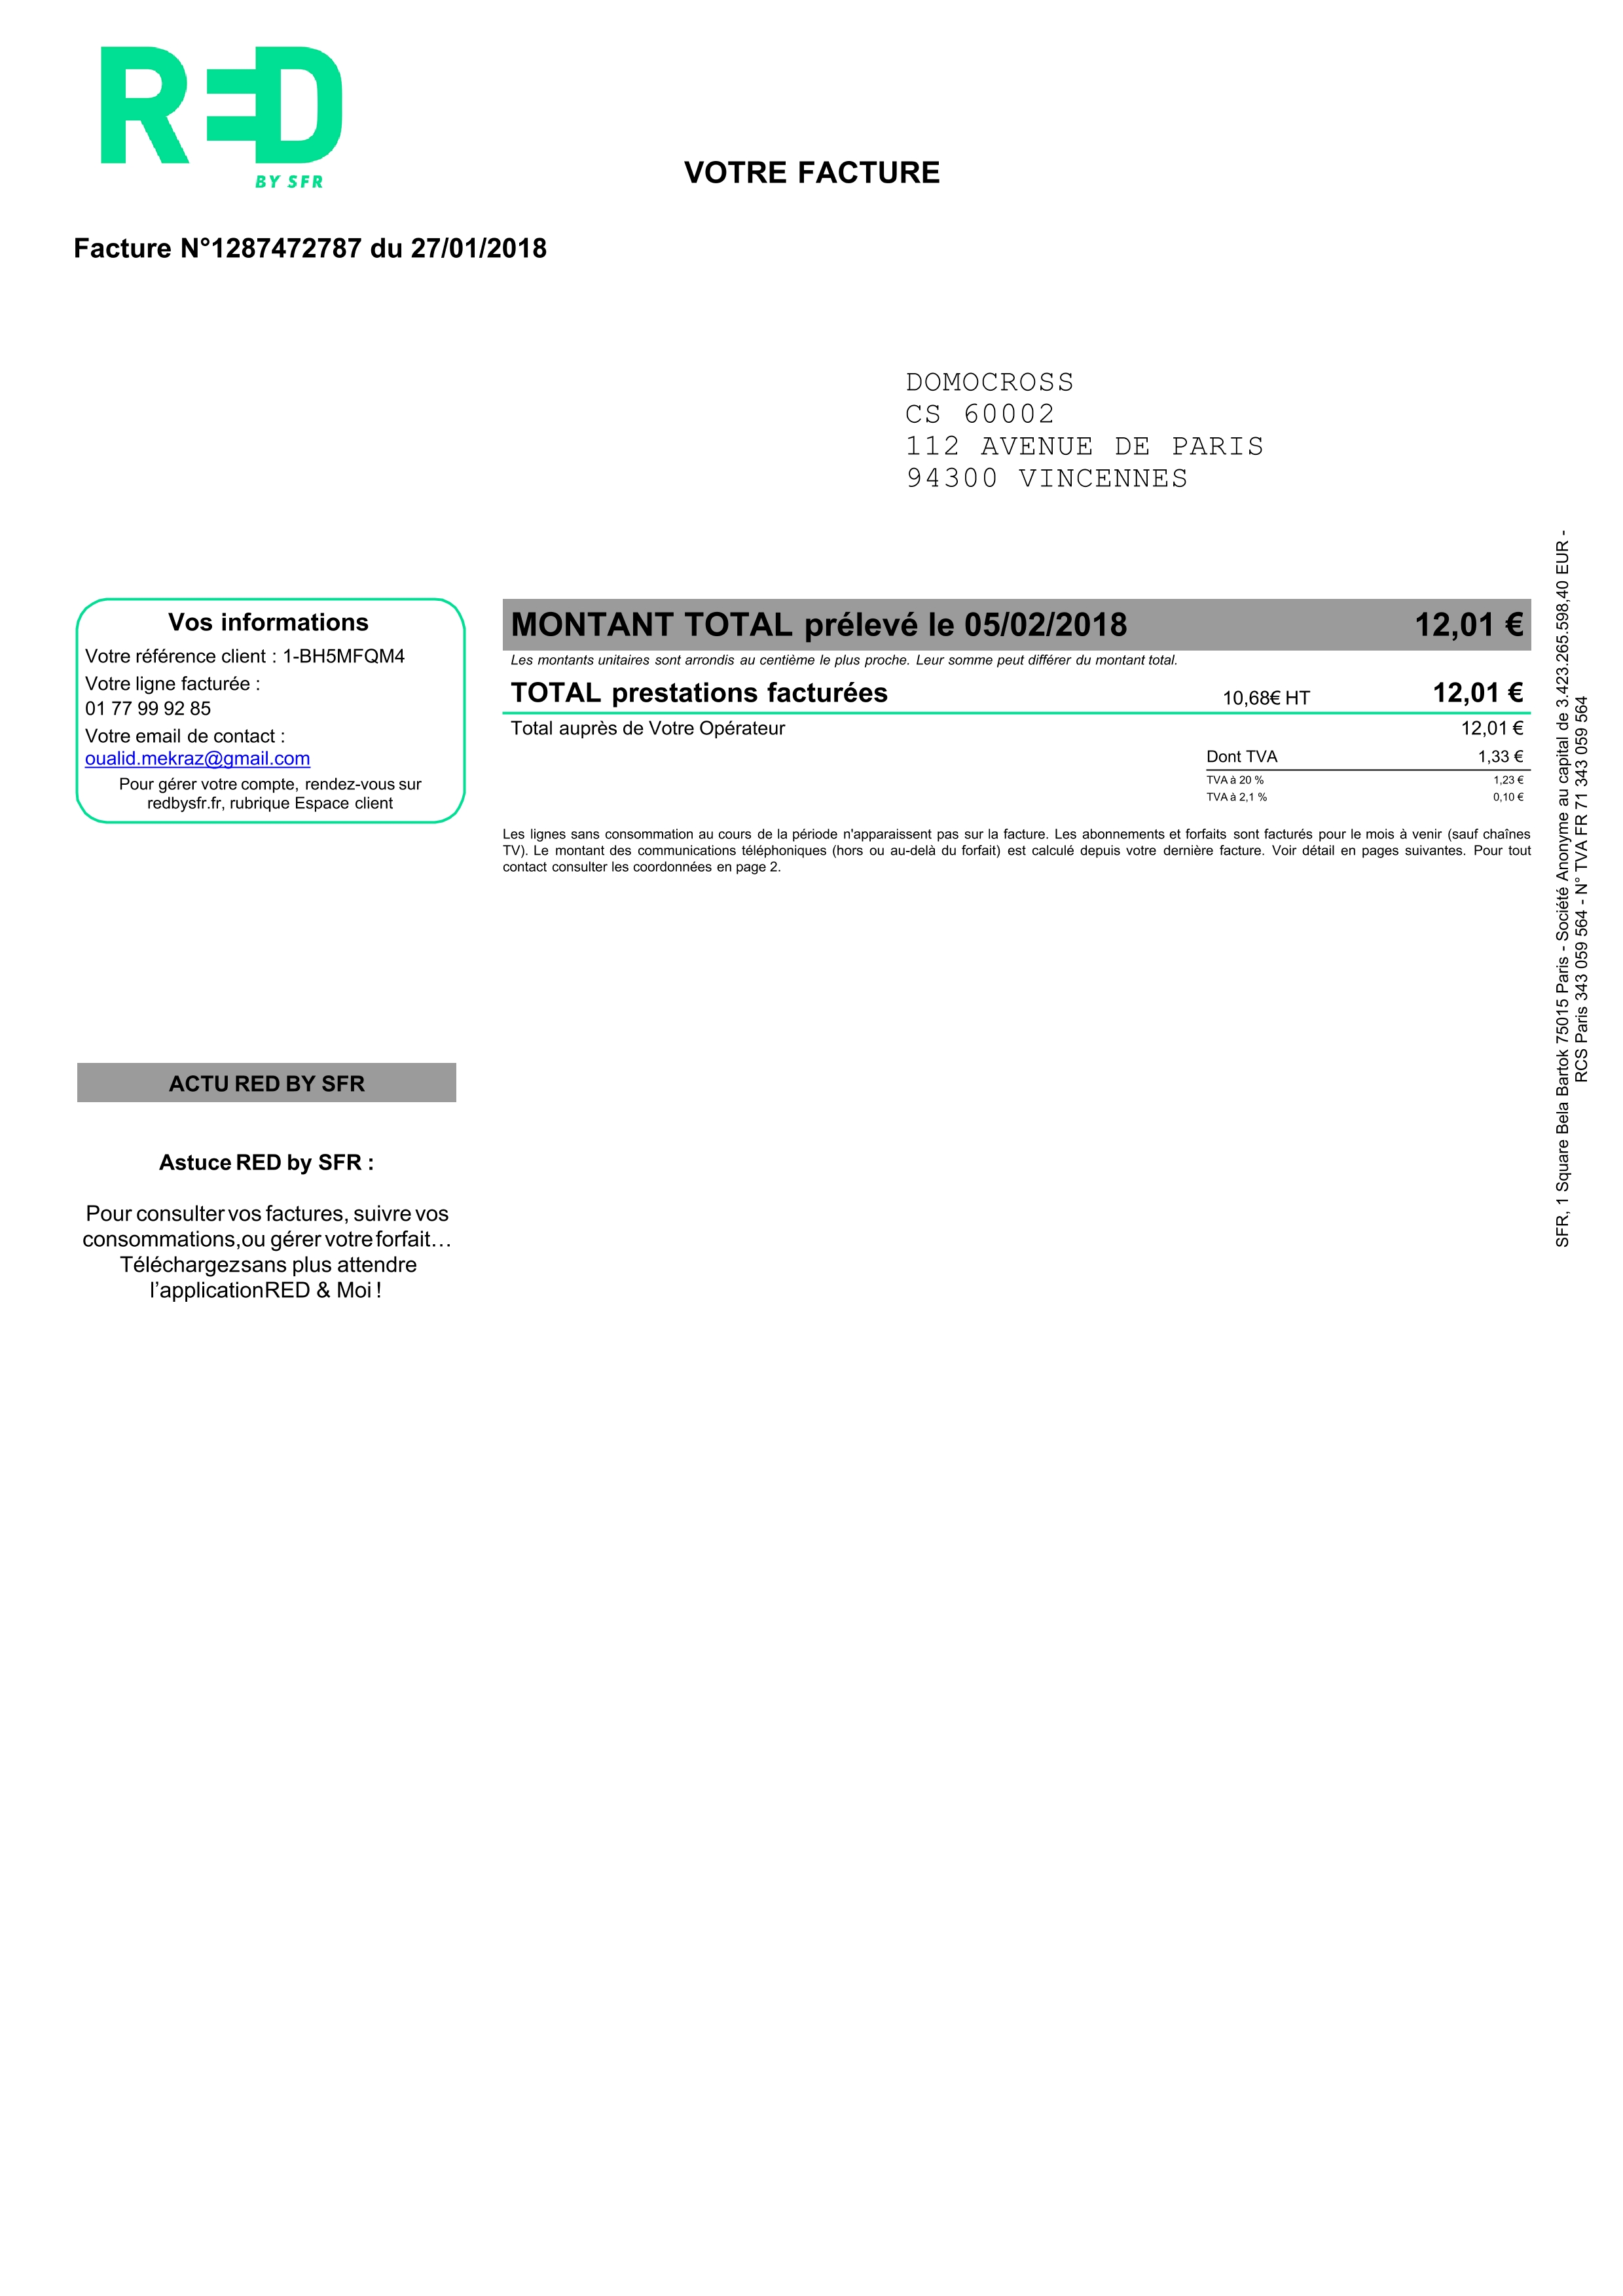 RED
BY SFR
VOTRE FACTURE
Facture N°1287472787 du 27/01/2018
DOMOCROSS
CS 60002
112 AVENUE DE PARIS
94300 VINCENNES
Vos informations
Votre référence client : 1-BH5MFQM4
Votre ligne facturée :
01 77 99 92 85
Votre email de contact :
oualid.mekraz@gmail.com
Pour gérer votre compte, rendez-vous sur
redbysfr.fr, rubrique Espace client
MONTANT TOTAL prélevé le 05/02/2018 12,01 €
Les montants unitaires sont arrondis au centième le plus proche. Leur somme peut différer du montant total.
TOTAL prestations facturées 10,68€ HT 12,01 €
Total auprès de Votre Opérateur 12,01 €
Dont TVA 1,33 €
TVA à 20 % 1,23 €
TVA à 2,1 % 0,10 €
Les lignes sans consommation au cours de la période n'apparaissent pas sur la facture. Les abonnements et forfaits sont facturés pour le mois à venir (sauf chaînes
TV). Le montant des communications téléphoniques (hors ou au-delà du forfait) est calculé depuis votre dernière facture. Voir détail en pages suivantes. Pour tout
contact consulter les coordonnées en page 2.
ACTU RED BY SFR
Astuce RED by SFR :
Pour consulter vos factures, suivre vos
consommations,ou gérer votre forfait…
Téléchargez sans plus attendre
l’application RED & Moi !
SFR, 1 Square Bela Bartok 75015 Paris - Société Anonyme au capital de 3.423.265.598,40 EUR -
RCS Paris 343 059 564 - N° TVA FR 71 343 059 564